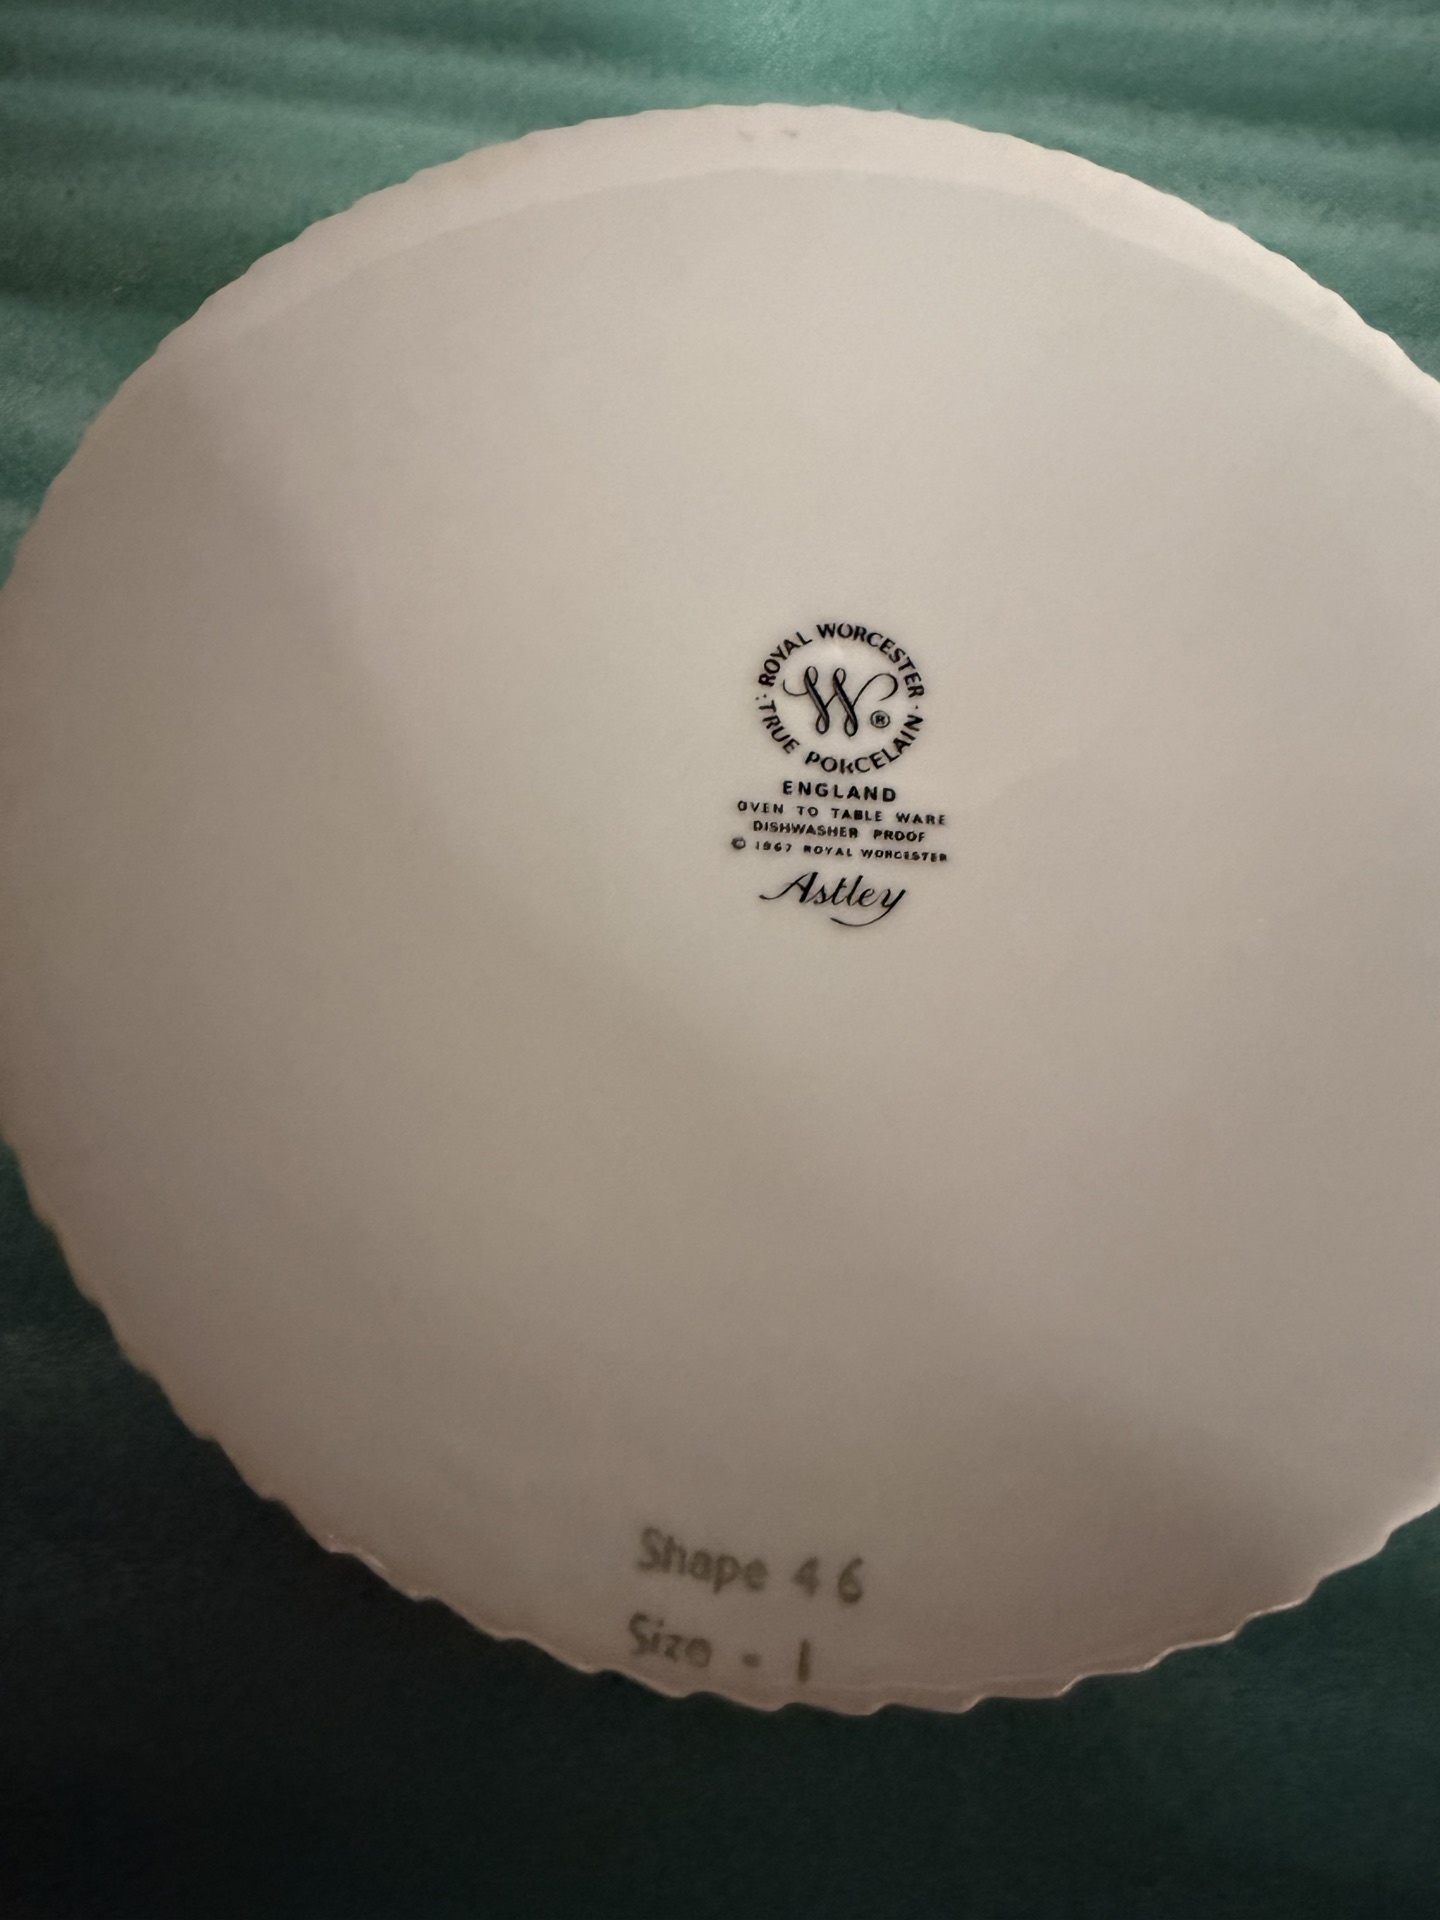 ROYAL WORCESTER
W ®
TRUE PORCELAIN
ENGLAND
OVEN TO TABLE WARE
DISHWASHER PROOF
© 1967 ROYAL WORCESTER
Astley
Shape 46
Size - 1